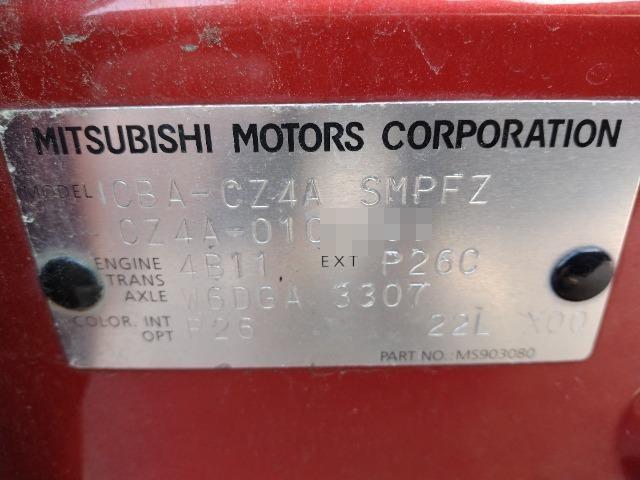 MITSUBISHI MOTORS CORPORATION
MODEL CBA-CZ4A SMPFZ
CZ4A-010
ENGINE 4B11 EXT P26C
TRANS
AXLE W6DGA 3307
COLOR. INT
OPT P26 22L X00
PART NO.: MS903080